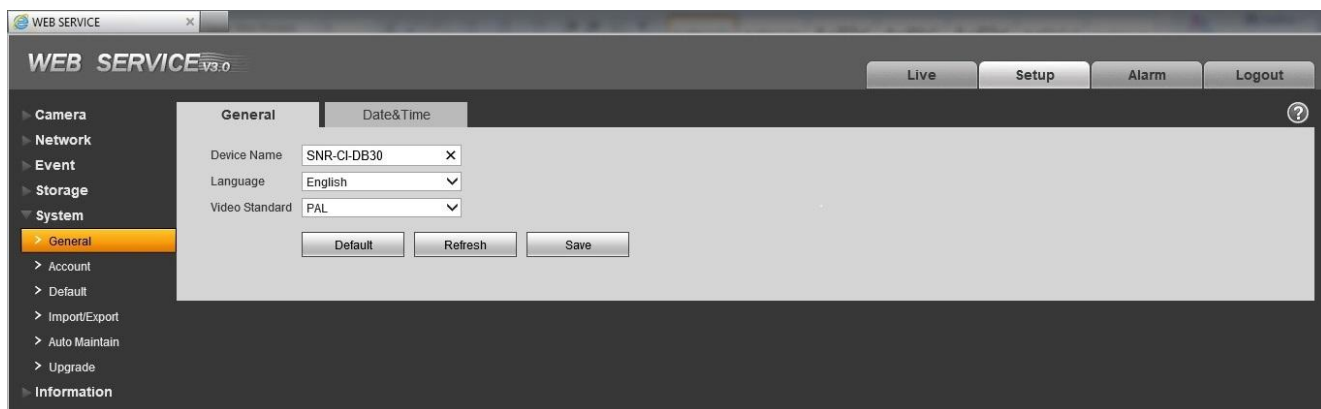 WEB SERVICE
WEB SERVICE V3.0
Live Setup Alarm Logout
Camera
Network
Event
Storage
System
General
Account
Default
Import/Export
Auto Maintain
Upgrade
Information
General Date&Time
Device Name SNR-CI-DB30
Language English
Video Standard PAL
Default Refresh Save